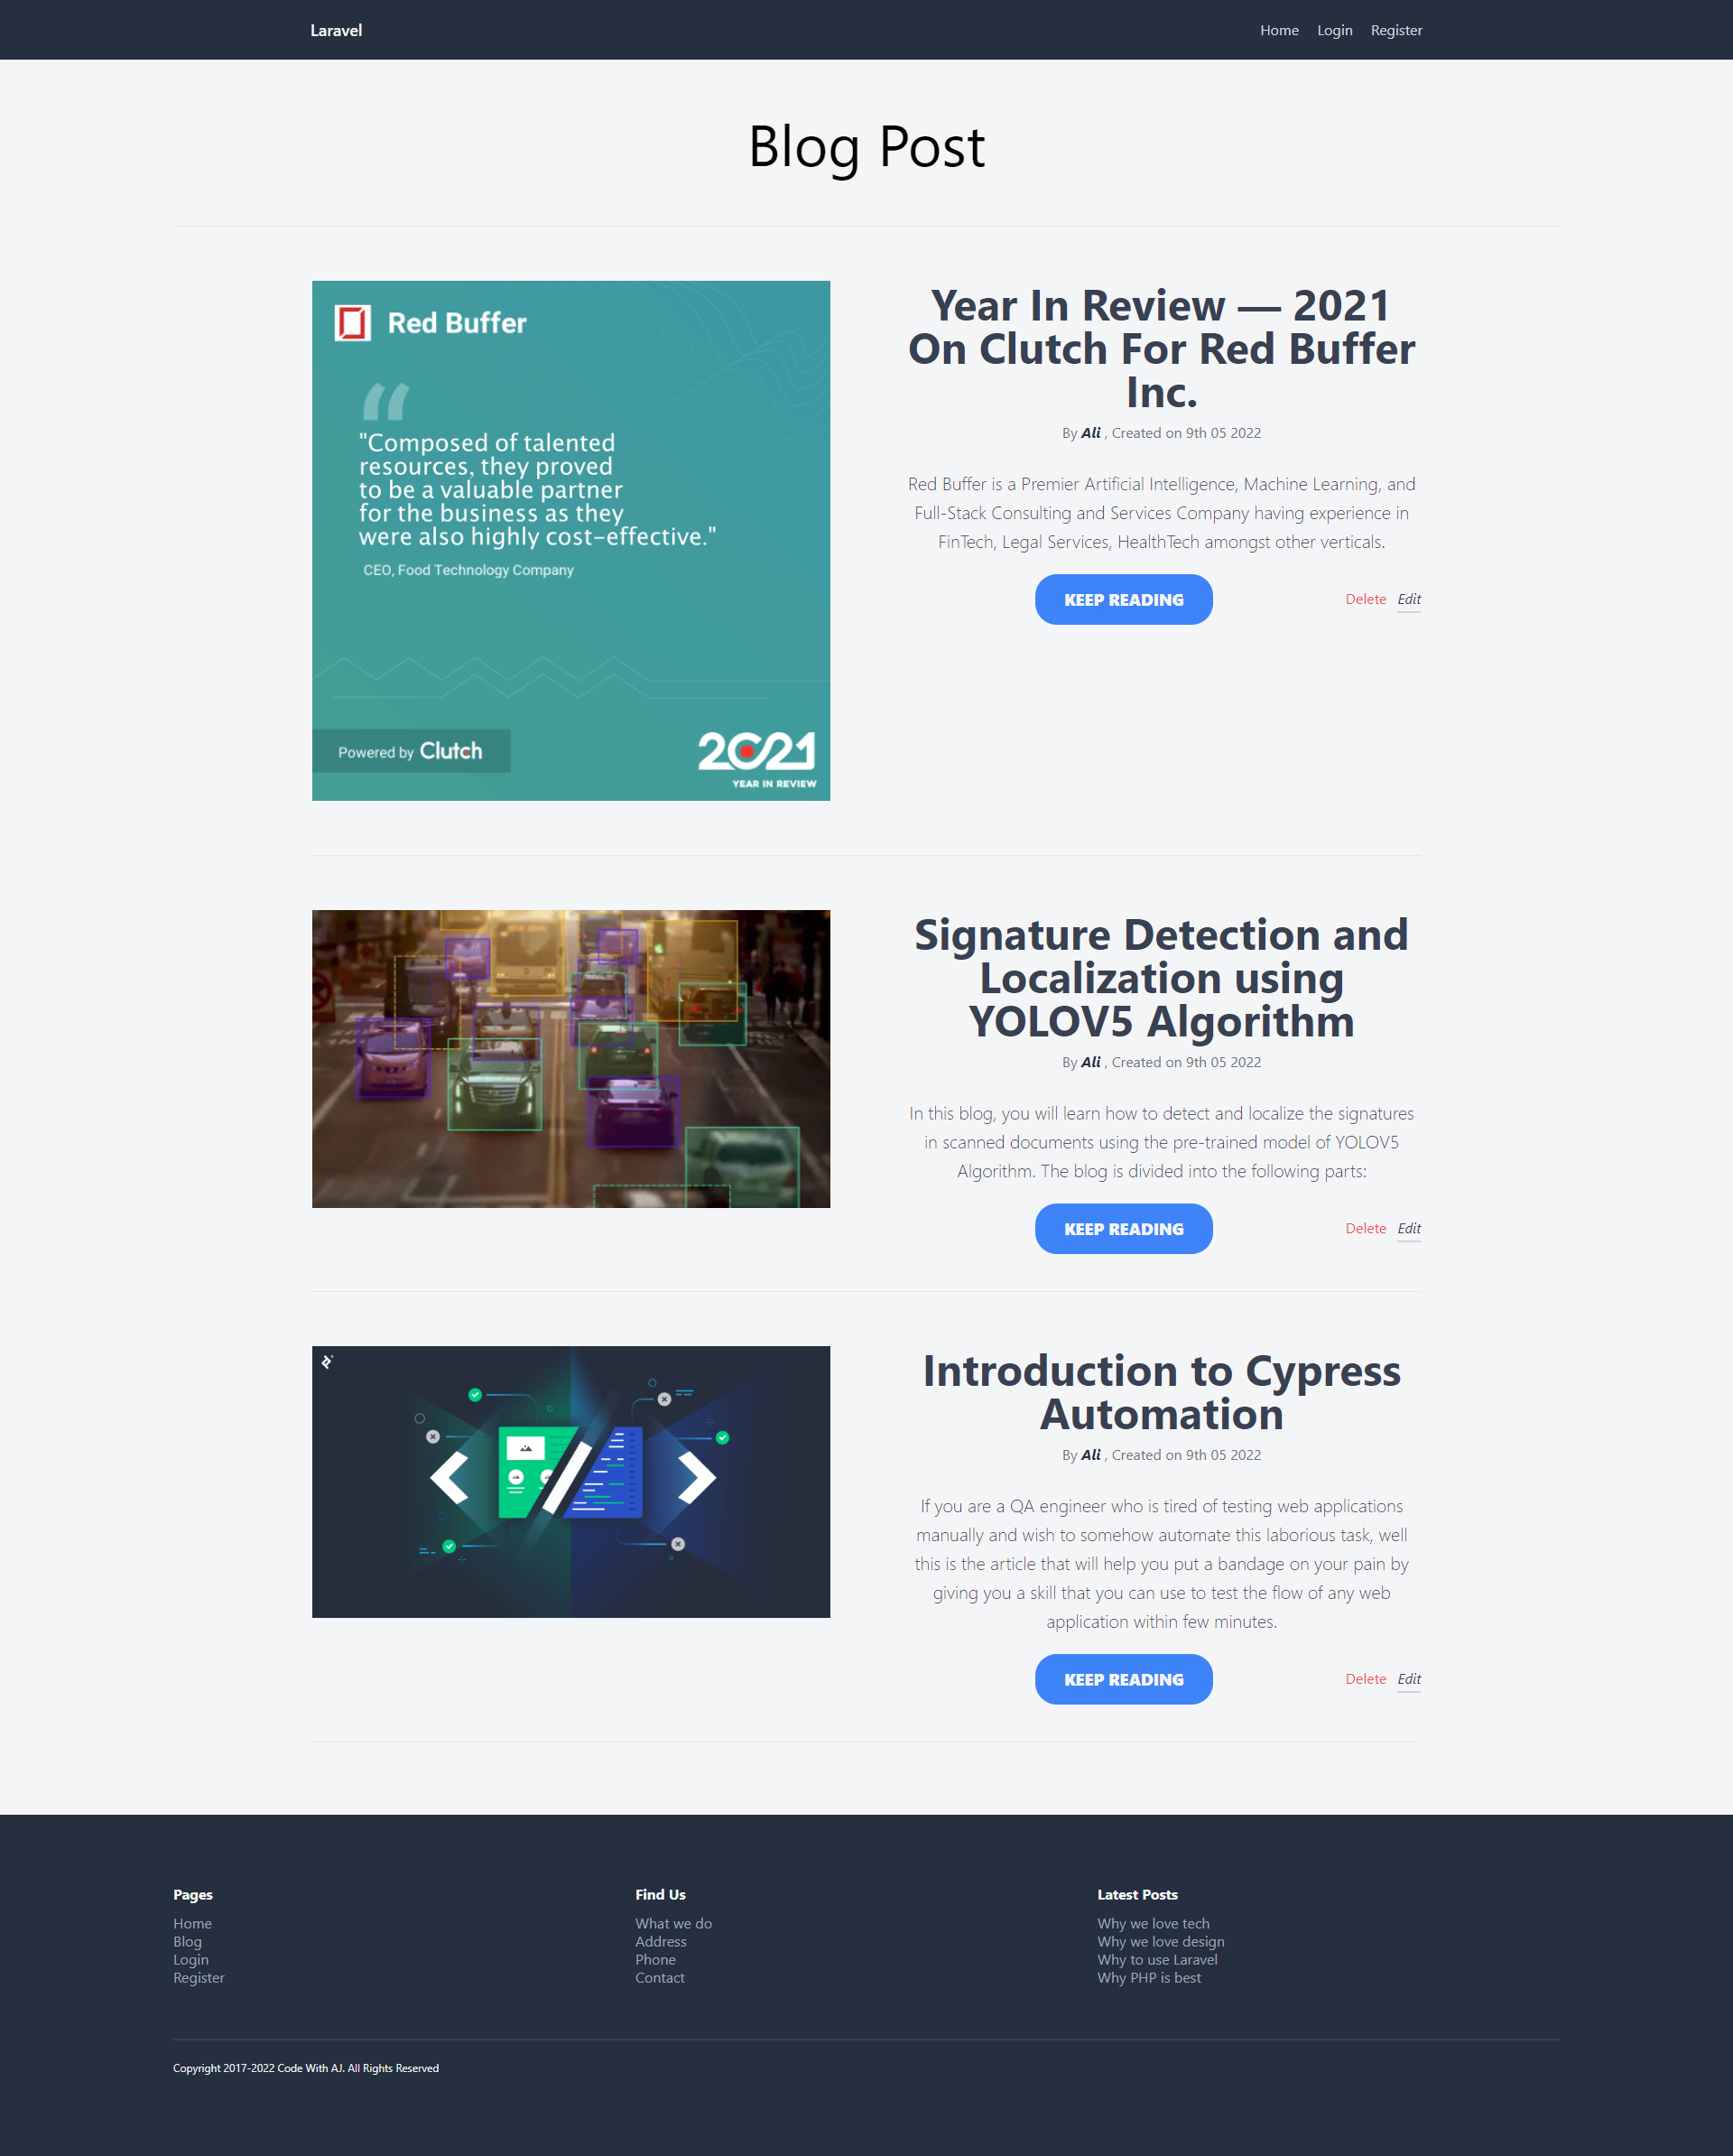 Laravel
Home Login Register
Blog Post
Red Buffer
"Composed of talented
resources, they proved
to be a valuable partner
for the business as they
were also highly cost-effective."
CEO, Food Technology Company
Powered by Clutch
2021
YEAR IN REVIEW
Year In Review — 2021
On Clutch For Red Buffer
Inc.
By Ali , Created on 9th 05 2022
Red Buffer is a Premier Artificial Intelligence, Machine Learning, and
Full-Stack Consulting and Services Company having experience in
FinTech, Legal Services, HealthTech amongst other verticals.
KEEP READING
Delete Edit
Signature Detection and
Localization using
YOLOV5 Algorithm
By Ali , Created on 9th 05 2022
In this blog, you will learn how to detect and localize the signatures
in scanned documents using the pre-trained model of YOLOV5
Algorithm. The blog is divided into the following parts:
KEEP READING
Delete Edit
Introduction to Cypress
Automation
By Ali , Created on 9th 05 2022
If you are a QA engineer who is tired of testing web applications
manually and wish to somehow automate this laborious task, well
this is the article that will help you put a bandage on your pain by
giving you a skill that you can use to test the flow of any web
application within few minutes.
KEEP READING
Delete Edit
Pages
Home
Blog
Login
Register
Find Us
What we do
Address
Phone
Contact
Latest Posts
Why we love tech
Why we love design
Why to use Laravel
Why PHP is best
Copyright 2017-2022 Code With AJ. All Rights Reserved